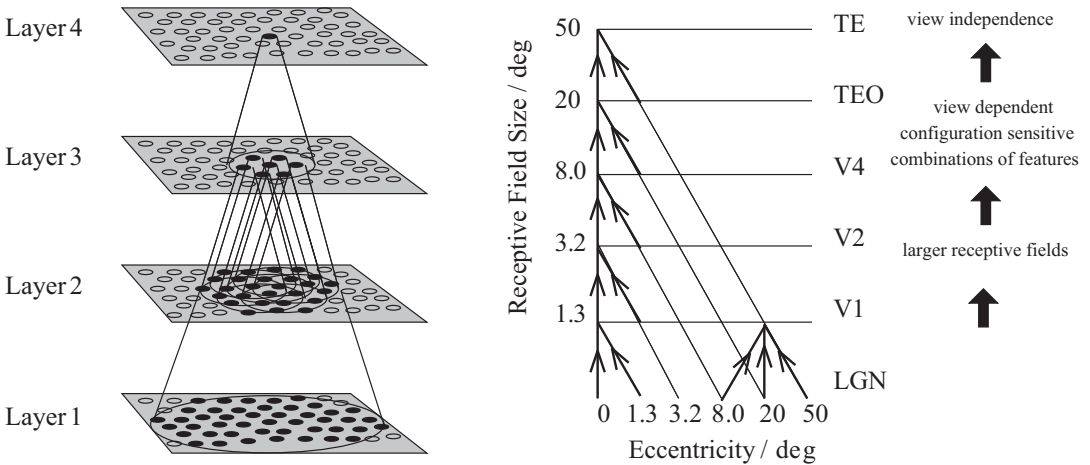 Layer 4
Layer 3
Layer 2
Layer 1
Receptive Field Size / deg
50
20
8.0
3.2
1.3
TE
TEO
V4
V2
V1
LGN
0 1.3 3.2 8.0 20 50
Eccentricity / deg
view independence
view dependent
configuration sensitive
combinations of features
larger receptive fields